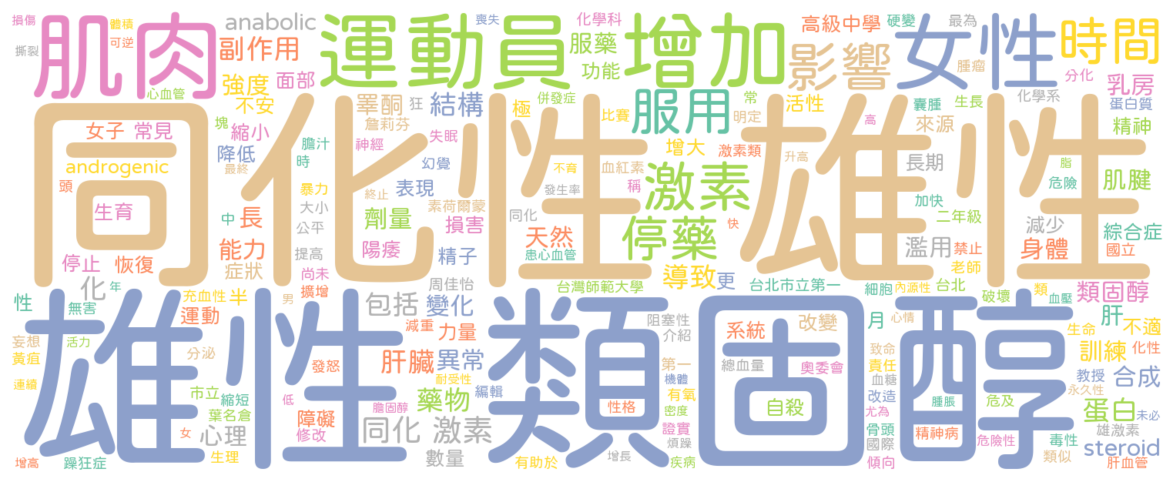 損傷
體積
撕裂
可逆
肌肉
心血管
anabolic
副作用
強度
面部
不安
運動員
喪失
化學科
服藥
功能
增加
高級中學
硬變
最為
影響
腫瘤
女性
時間
分化
乳房
蛋白質
同化性雄性
女子
常見
塊
縮小
androgenic
頭
生育
降低
膽汁
時
睪酮
詹莉芬
神經
狂
結構
失眠
極
併發症
幻覺
比賽
服用
常
明定
活性
囊腫
生長
化學系
來源
高
精神
增大
激素類
最終
暴力
終止
表現
不育
血紅素
發生率
稱
激素
升高
快
長期
加快
脂
危險
肌腱
中
長
大小
公平
劑量
素荷爾蒙
損害
同化
停藥
二年級
減少
綜合症
停止
恢復
能力
症狀
提高
尚未
擴增
陽痿
精子
天然
患心血管
導致
更
濫用
禁止
老師
身體
國立
化
年
性
無害
充血性
半
男
周佳怡
包括
變化
台灣師範大學
台北市立第一
細胞
內源性
台北
破壞
類
血壓
類固醇
雄性類固醇
運動
減重
力量
阻塞性
介紹
系統
改變
月
心情
生命
肝
不適
妄想
活力
黃疸
分泌
發怒
肝臟
異常
耐受性
總血量
第一
奧委會
致命
責任
訓練
化性
連續
市立
縮短
低
膽固醇
藥物
編輯
機體
有氧
血糖
腫脹
教授
永久性
合成
葉名倉
障礙
性格
密度
自殺
改造
尤為
危及
蛋白
未必
女
心理
修改
同化
激素
證實
煩躁
骨頭
精神病
危險性
毒性
雄激素
steroid
增高
躁狂症
生理
數量
有助於
增長
疾病
國際
傾向
類似
肝血管